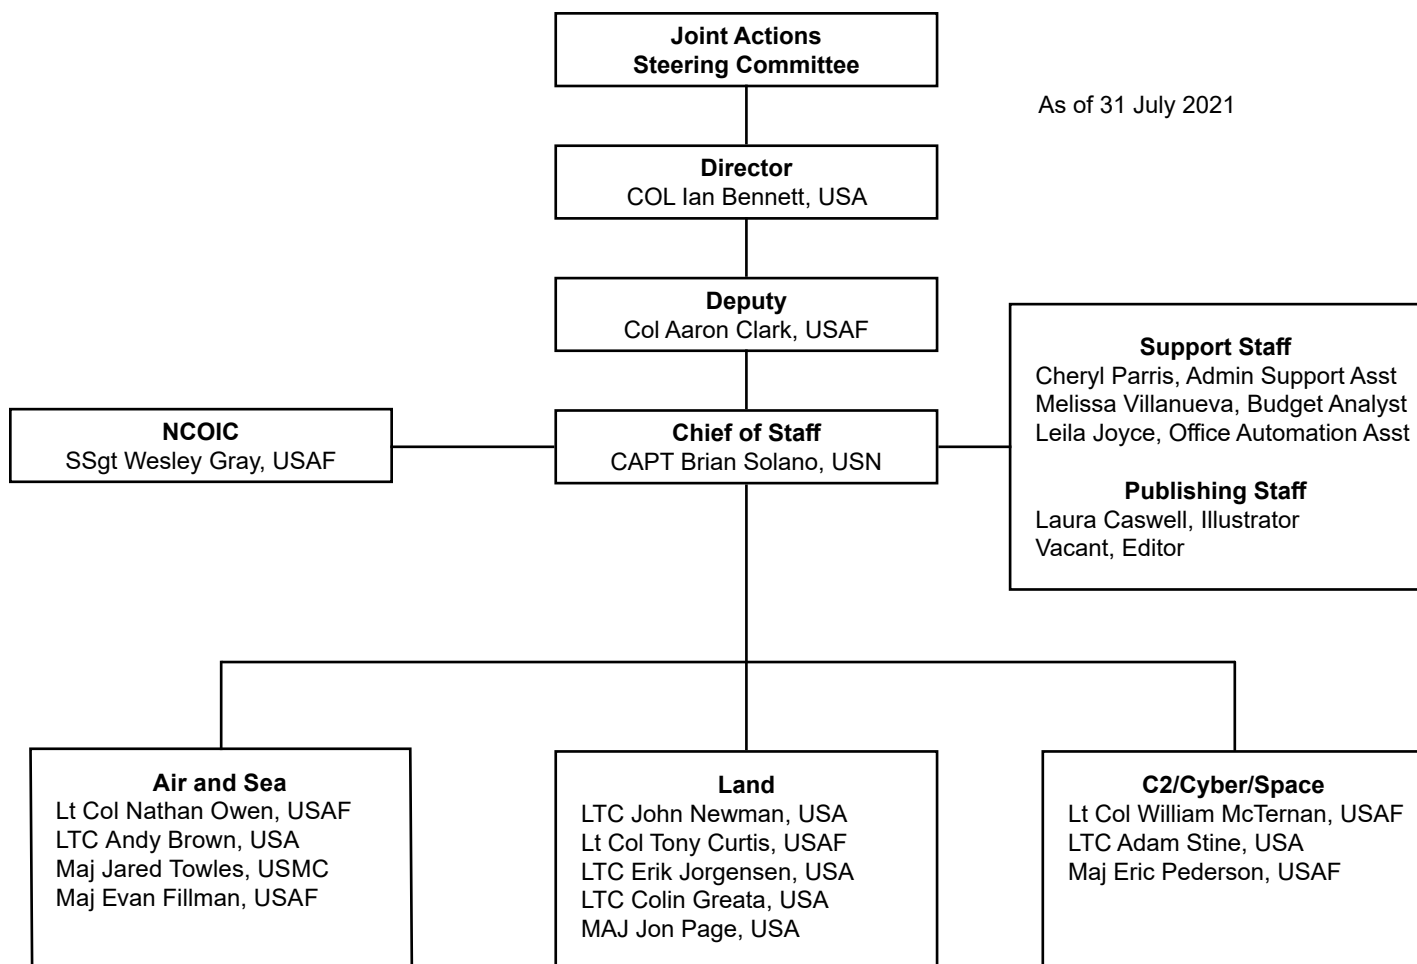 Joint Actions
Steering Committee
As of 31 July 2021
Director
COL Ian Bennett, USA
Deputy
Col Aaron Clark, USAF
Support Staff
Cheryl Parris, Admin Support Asst
Melissa Villanueva, Budget Analyst
Leila Joyce, Office Automation Asst
Publishing Staff
Laura Caswell, Illustrator
Vacant, Editor
NCOIC
SSgt Wesley Gray, USAF
Chief of Staff
CAPT Brian Solano, USN
Air and Sea
Lt Col Nathan Owen, USAF
LTC Andy Brown, USA
Maj Jared Towles, USMC
Maj Evan Fillman, USAF
Land
LTC John Newman, USA
Lt Col Tony Curtis, USAF
LTC Erik Jorgensen, USA
LTC Colin Greata, USA
MAJ Jon Page, USA
C2/Cyber/Space
Lt Col William McTernan, USAF
LTC Adam Stine, USA
Maj Eric Pederson, USAF